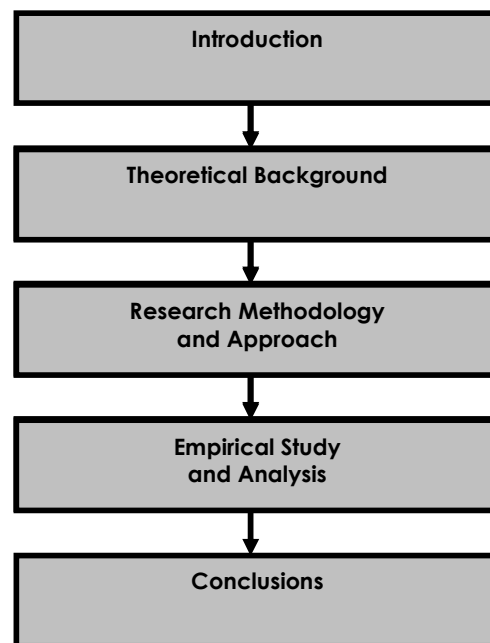 Introduction
Theoretical Background
Research Methodology
and Approach
Empirical Study
and Analysis
Conclusions